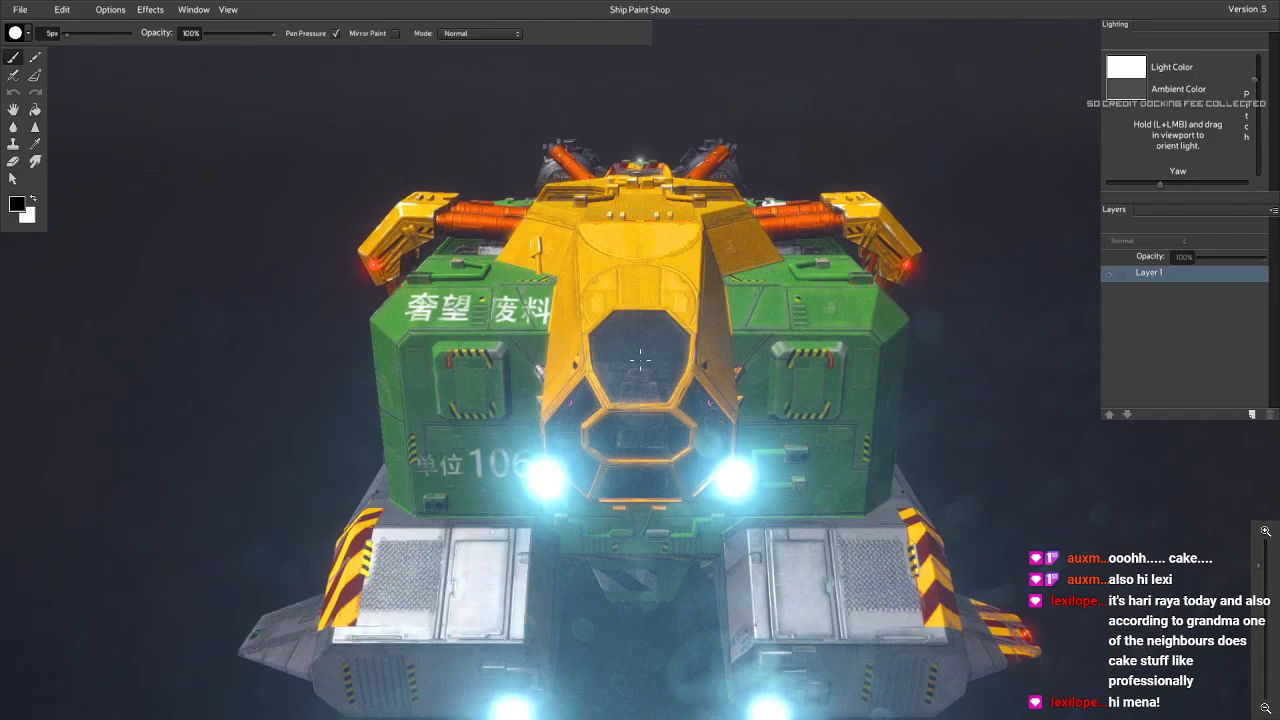 File Edit Options Effects Window View Ship Paint Shop Version .5
5px Opacity: 100% Pen Pressure Mirror Paint Mode: Normal
Lighting
Light Color
Ambient Color
50 CREDIT DOCKING FEE COLLECTED
P
t
c
h
Hold (L+LMB) and drag
in viewport to
orient light.
Yaw
Layers
Normal
Opacity: 100%
Layer 1
奢望 废料
单位106
auxm... ooohh..... cake....
auxm... also hi lexi
lexilope... it's hari raya today and also
according to grandma one
of the neighbours does
cake stuff like
professionally
lexilope... hi mena!